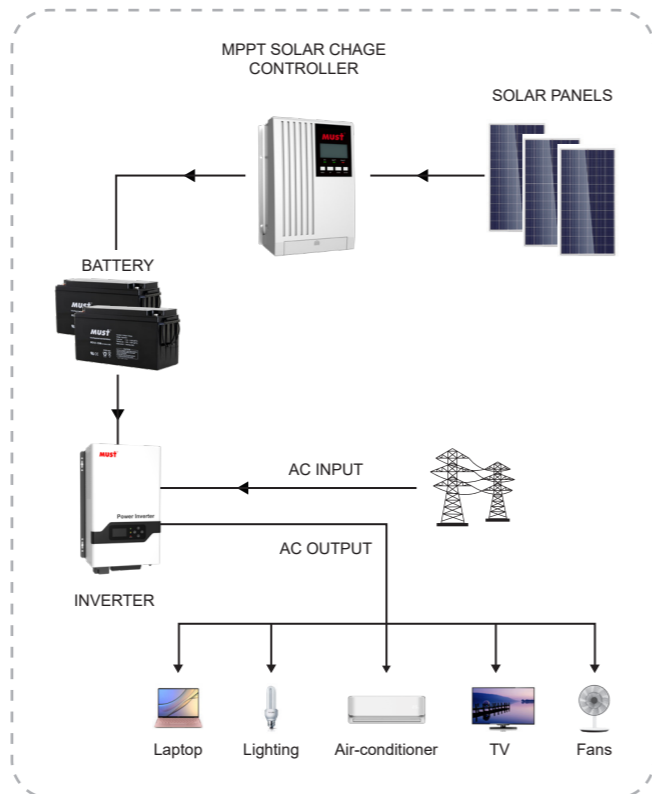 MPPT SOLAR CHAGE
CONTROLLER
SOLAR PANELS
MUST
BATTERY
MUST
MUST
MUST
AC INPUT
Power Inverter
AC OUTPUT
INVERTER
Laptop
Lighting
Air-conditioner
TV
Fans